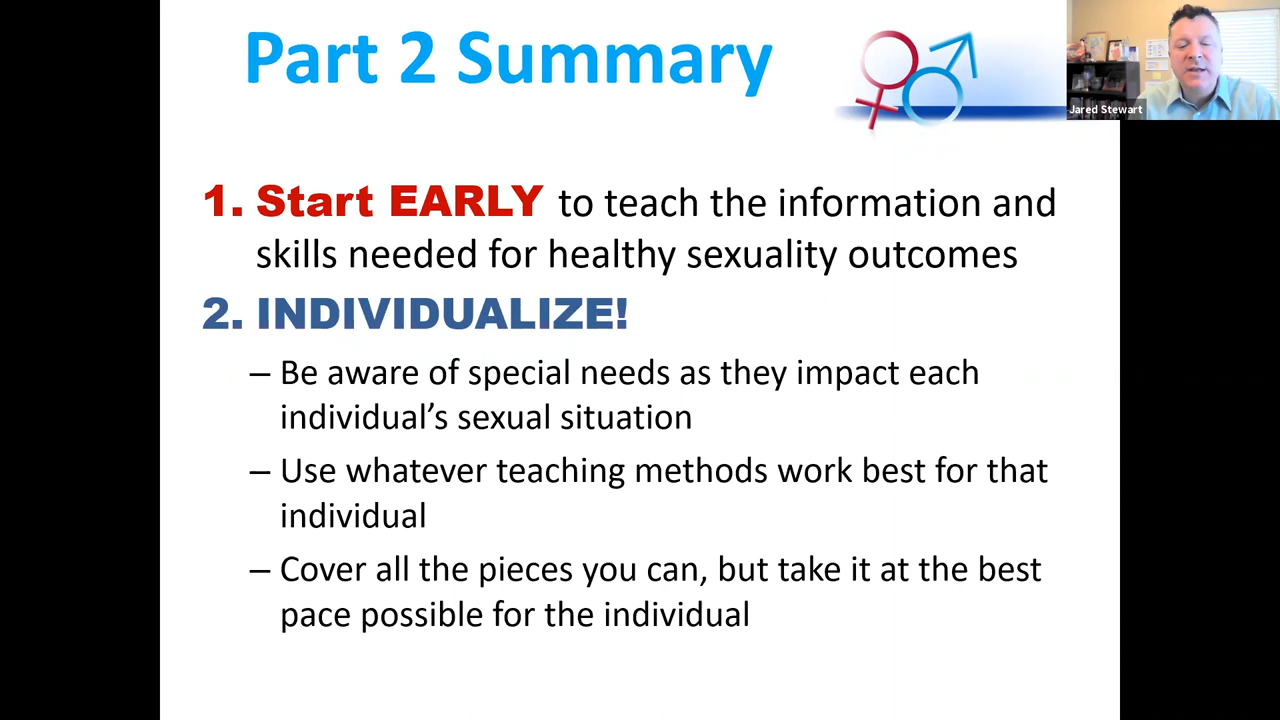 Part 2 Summary
Jared Stewart
1. Start EARLY to teach the information and
skills needed for healthy sexuality outcomes
2. INDIVIDUALIZE!
– Be aware of special needs as they impact each
individual’s sexual situation
– Use whatever teaching methods work best for that
individual
– Cover all the pieces you can, but take it at the best
pace possible for the individual